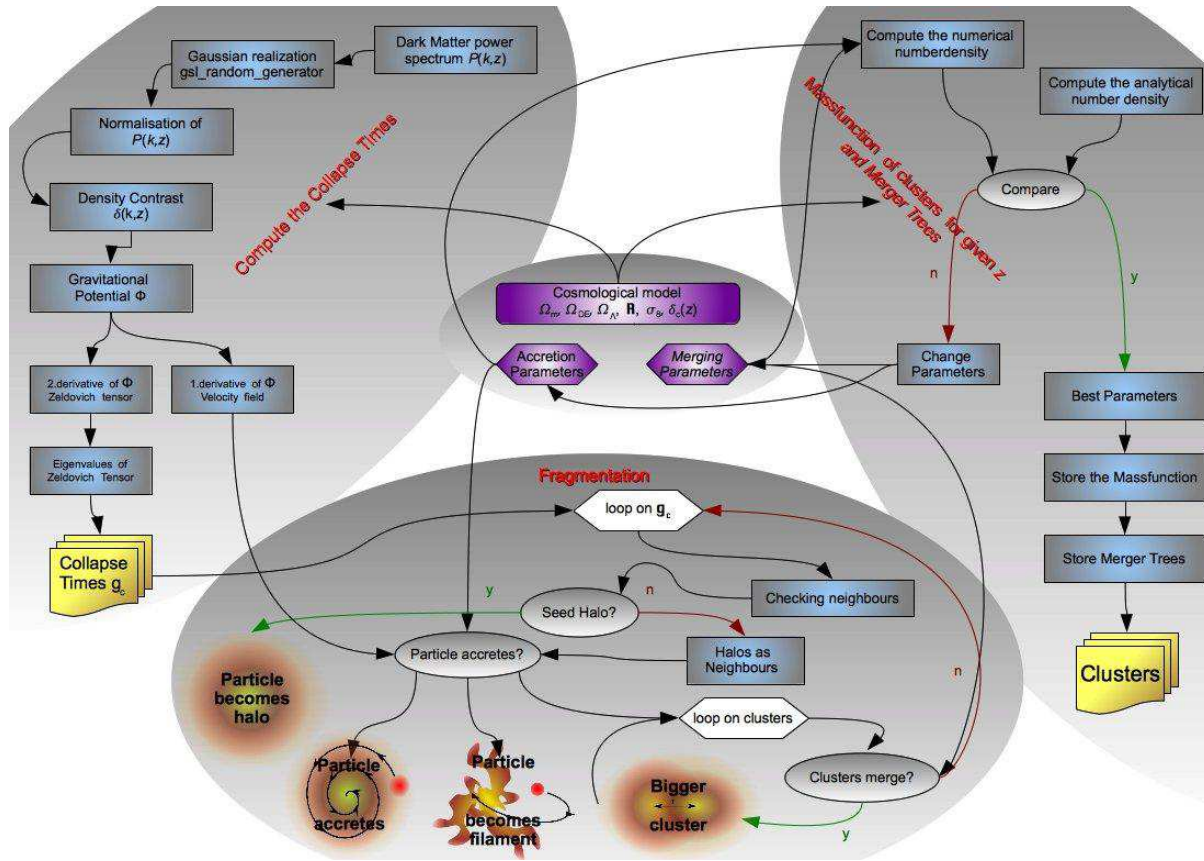 Dark Matter power
spectrum P(k,z)
Gaussian realization
gsl_random_generator
Normalisation of
P(k,z)
Density Contrast
δ(k,z)
Gravitational
Potential Φ
2.derivative of Φ
Zeldovich tensor
1.derivative of Φ
Velocity field
Eigenvalues of
Zeldovich Tensor
Collapse
Times g_c
Compute the Collapse Times
Cosmological model
Ω_m, Ω_DE, Ω_Λ, R, σ_8, δ_c(z)
Accretion
Parameters
Merging
Parameters
Compute the numerical
numberdensity
Compute the analytical
number density
Massfunction of clusters for given z
and Merger Trees
Compare
n
y
Change
Parameters
Best Parameters
Store the Massfunction
Store Merger Trees
Clusters
Fragmentation
loop on g_c
Checking neighbours
Seed Halo?
y
n
Halos as
Neighbours
Particle accretes?
Particle
becomes
halo
Particle
accretes
Particle
becomes
filament
loop on clusters
Clusters merge?
n
y
Bigger
cluster